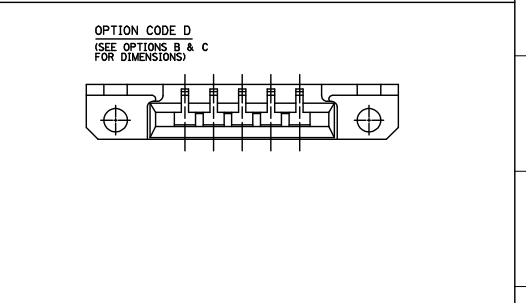 OPTION CODE D
(SEE OPTIONS B & C
FOR DIMENSIONS)